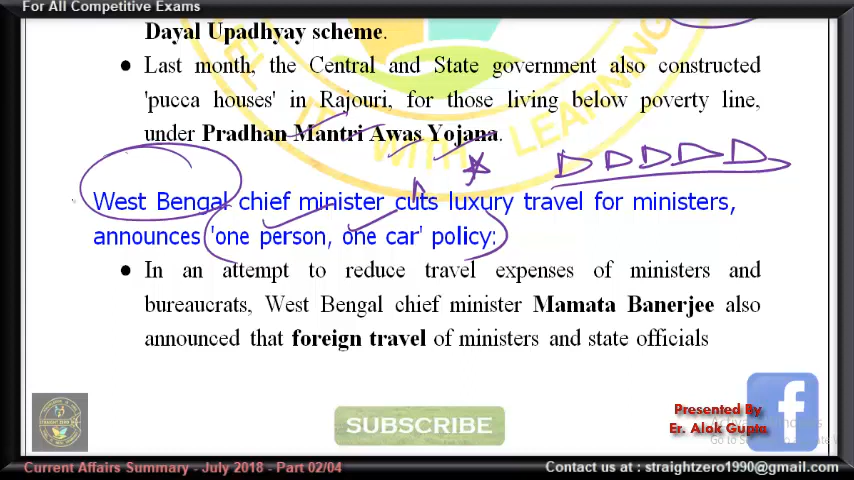 For All Competitive Exams
Dayal Upadhyay scheme.
● Last month, the Central and State government also constructed
'pucca houses' in Rajouri, for those living below poverty line,
under Pradhan Mantri Awas Yojana.
West Bengal chief minister cuts luxury travel for ministers,
announces 'one person, one car' policy:
● In an attempt to reduce travel expenses of ministers and
bureaucrats, West Bengal chief minister Mamata Banerjee also
announced that foreign travel of ministers and state officials
SUBSCRIBE
Presented By
Er. Alok Gupta
Current Affairs Summary - July 2018 - Part 02/04
Contact us at : straightzero1990@gmail.com